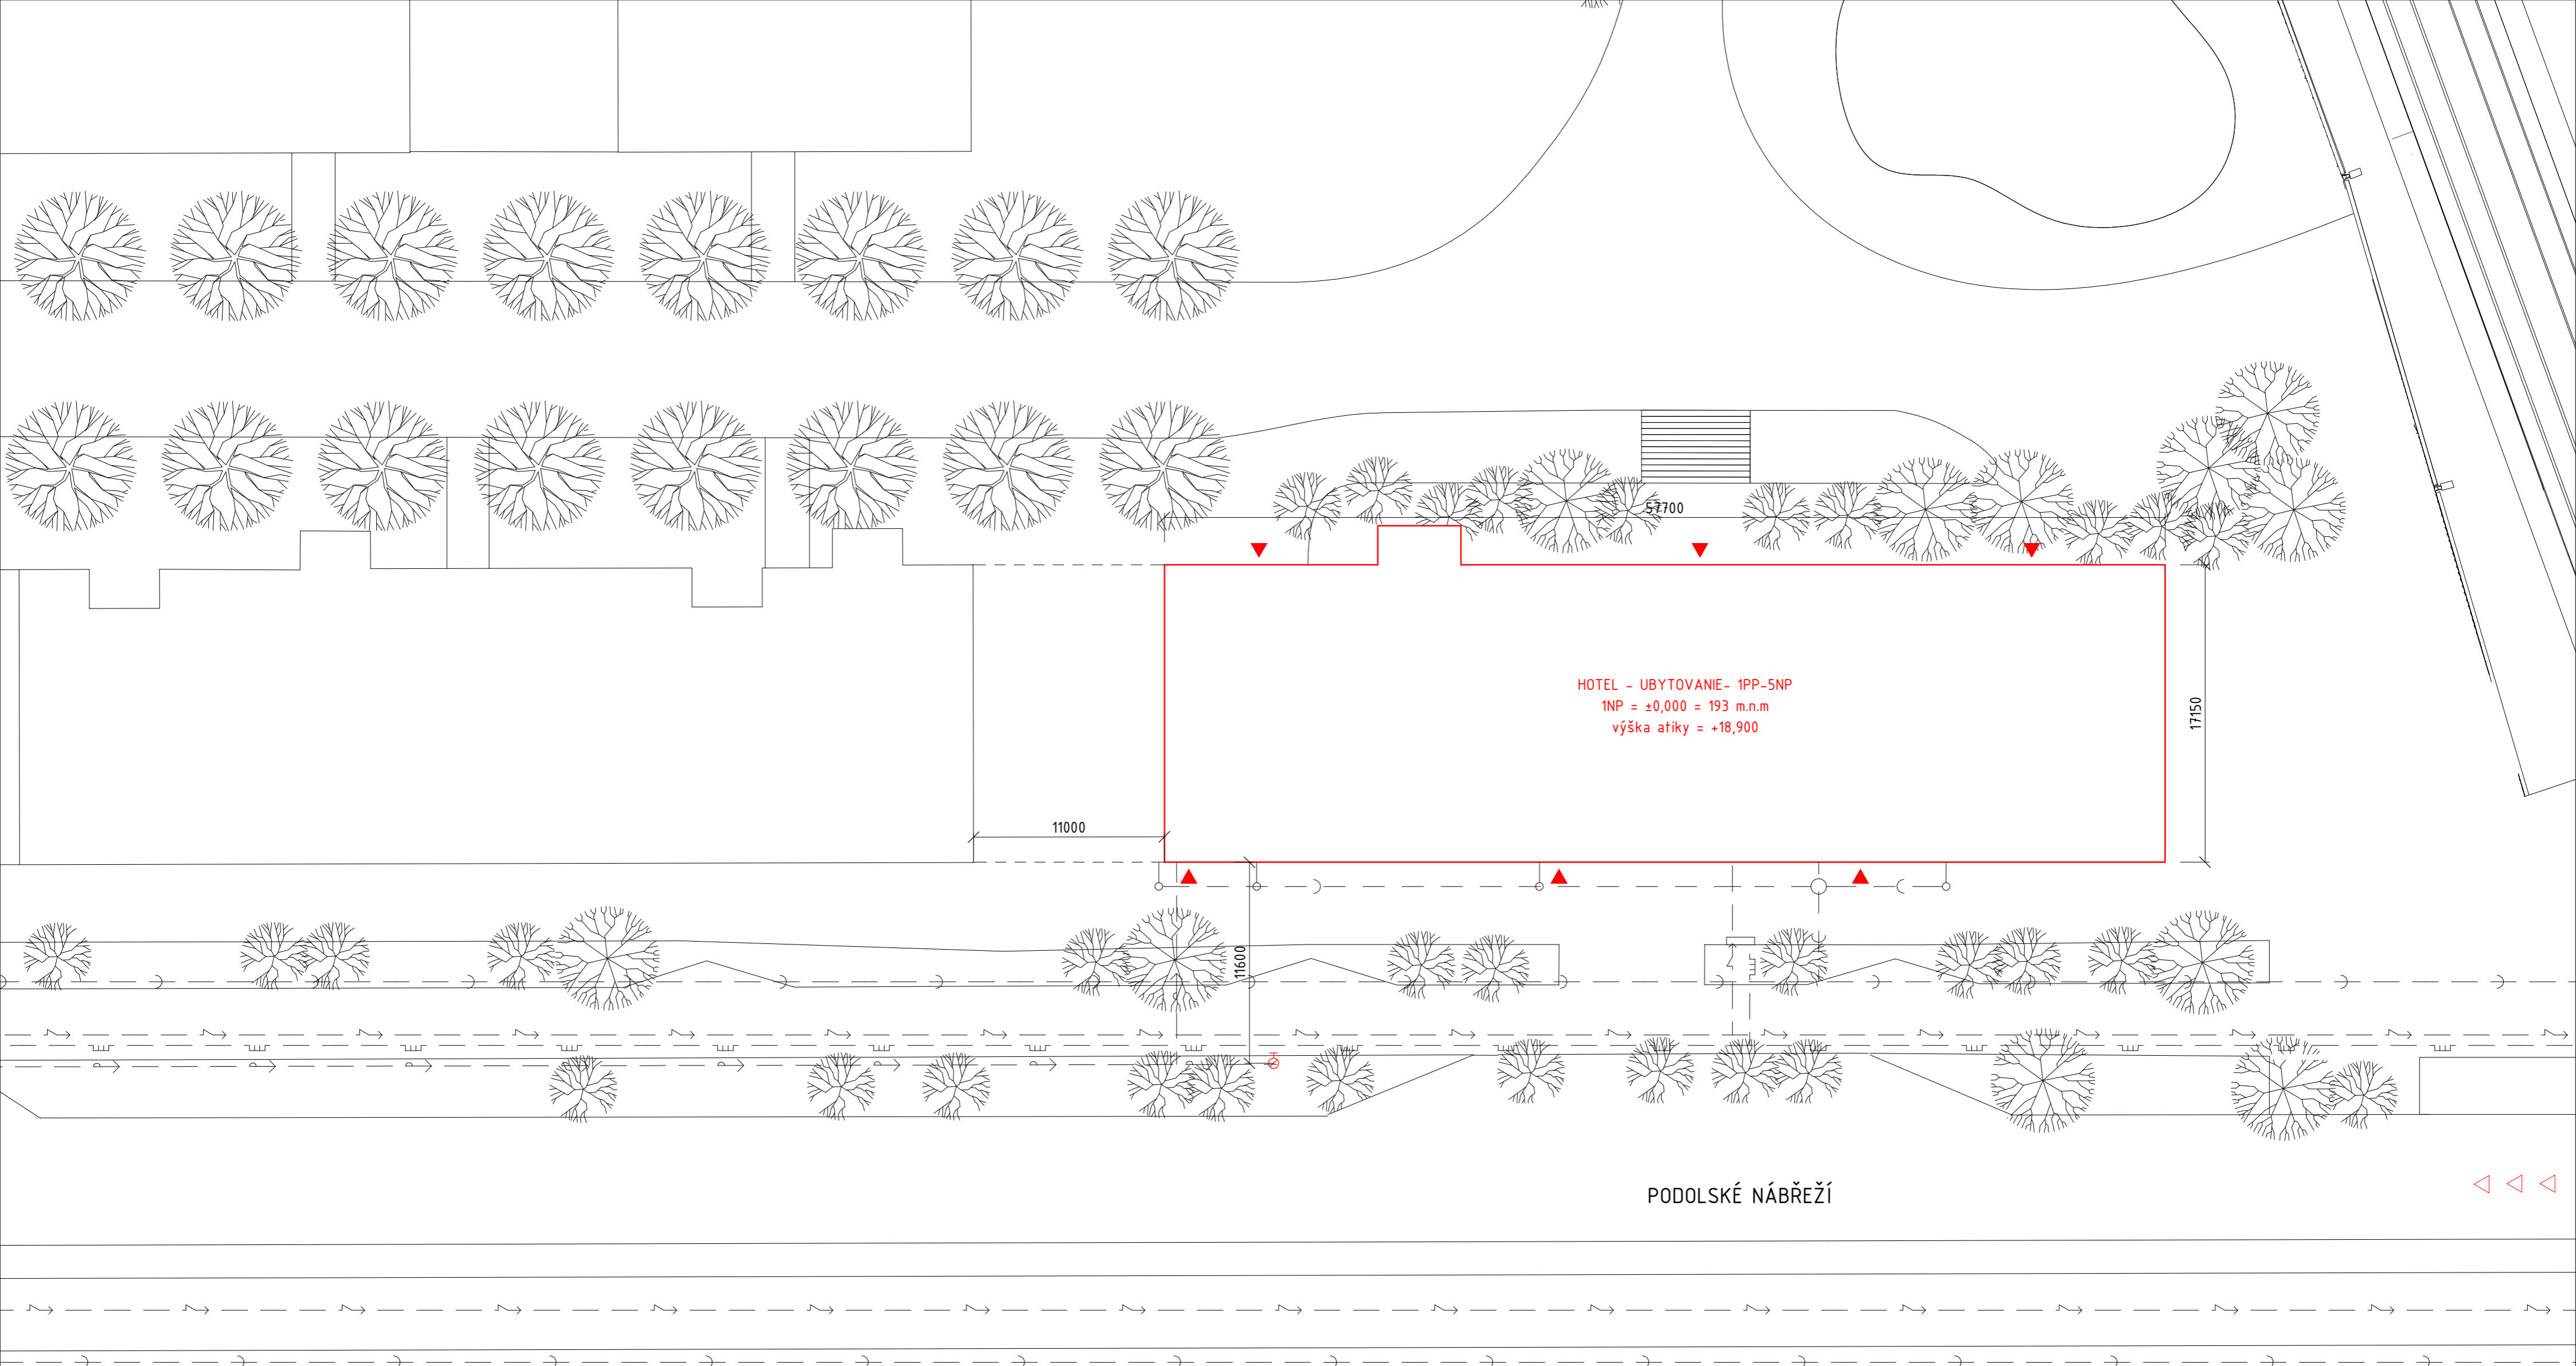 57700
HOTEL - UBYTOVANIE- 1PP-5NP
1NP = ±0,000 = 193 m.n.m
výška atiky = +18,900
17150
11000
11600
PODOLSKÉ NÁBŘEŽÍ